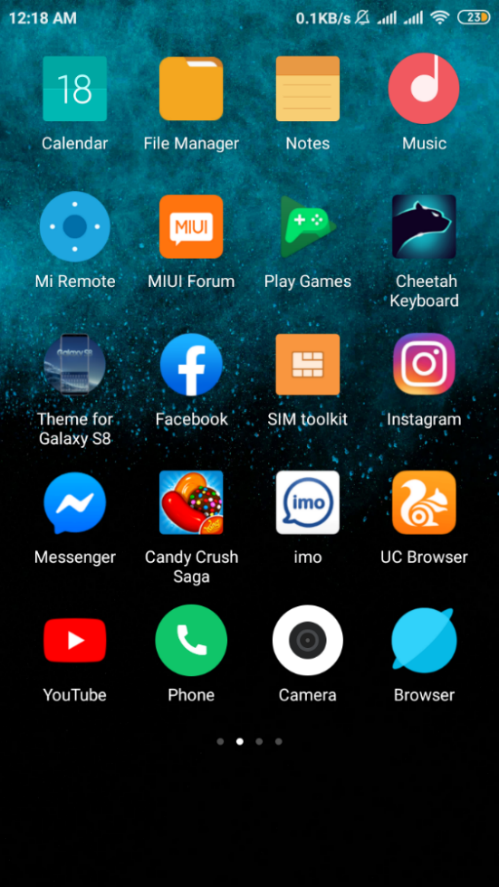 12:18 AM 0.1KB/s 23
18
Calendar File Manager Notes Music
MIUI
Mi Remote MIUI Forum Play Games Cheetah
Keyboard
Galaxy S8
Theme for Facebook SIM toolkit Instagram
Galaxy S8
imo
Messenger Candy Crush imo UC Browser
Saga
YouTube Phone Camera Browser